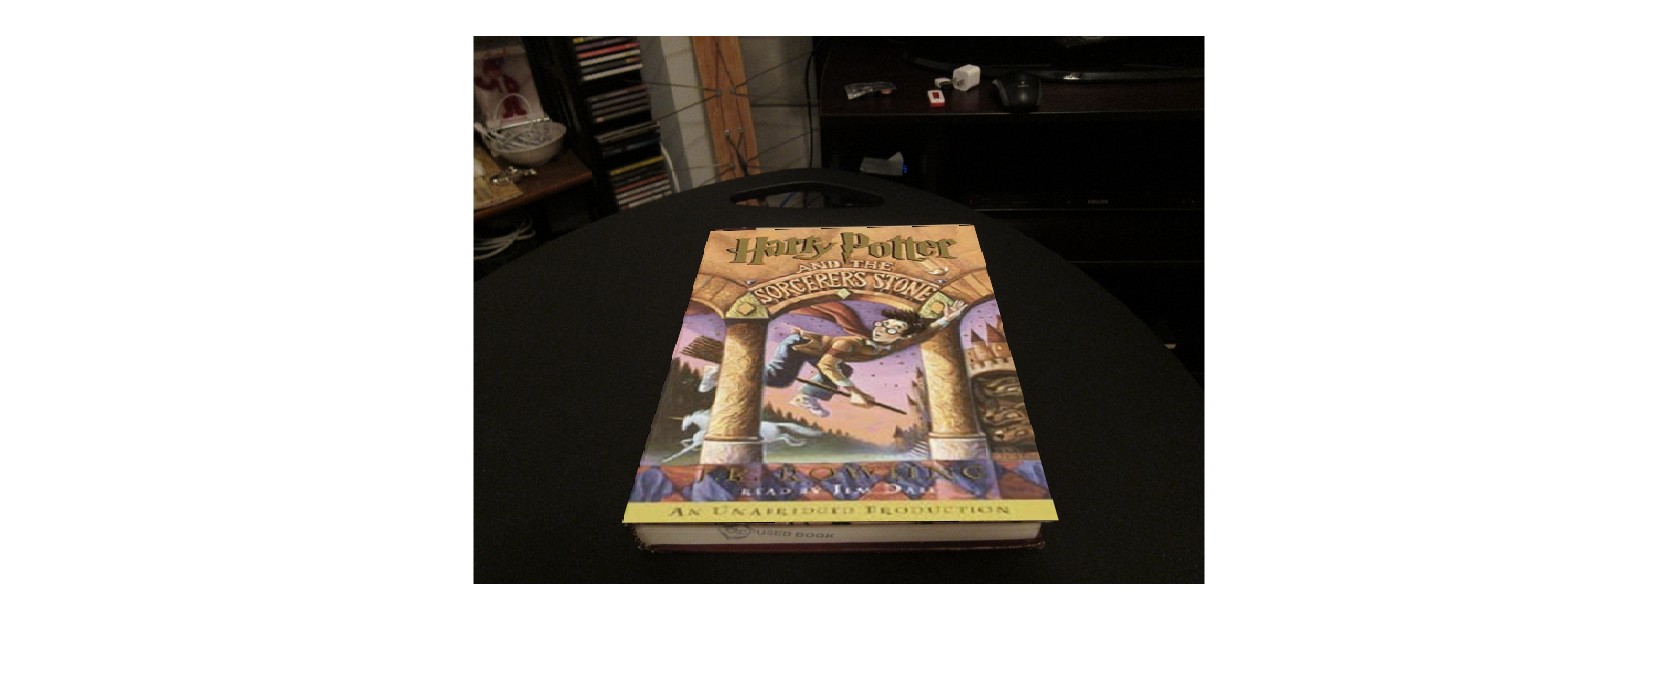 Harry Potter
AND THE
SORCERER'S STONE
J.K. ROWLING
READ BY JIM DALE
AN UNABRIDGED PRODUCTION
USED BOOK